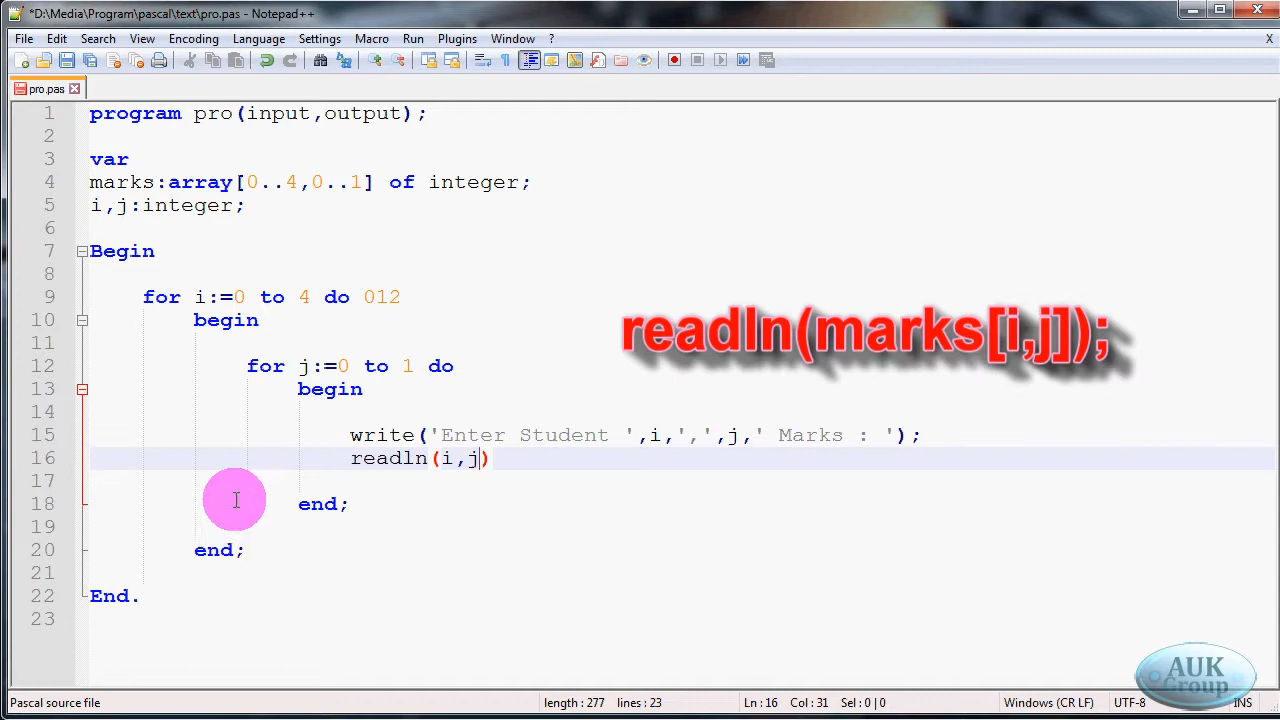 *D:\Media\Program\pascal\text\pro.pas - Notepad++
File Edit Search View Encoding Language Settings Macro Run Plugins Window ? X
pro.pas
1 program pro(input,output);
2
3 var
4 marks:array[0..4,0..1] of integer;
5 i,j:integer;
6
7 Begin
8
9 for i:=0 to 4 do 012
10 begin
11
12 for j:=0 to 1 do
13 begin
14
15 write('Enter Student ',i,',',j,' Marks : ');
16 readln(i,j)
17
18 end;
19
20 end;
21
22 End.
23
readln(marks[i,j]);
AUK
Group
Pascal source file length : 277 lines : 23 Ln : 16 Col : 31 Sel : 0 | 0 Windows (CR LF) UTF-8 INS